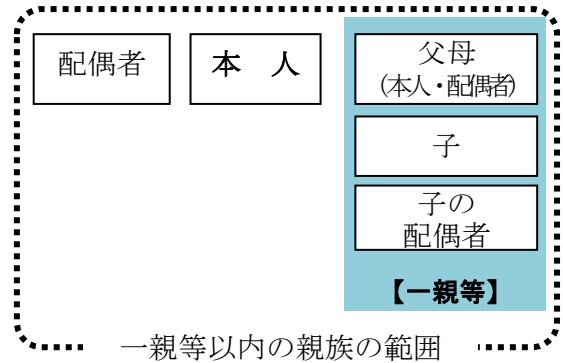 配偶者
本 人
父母
(本人・配偶者)
子
子の
配偶者
【一親等】
一親等以内の親族の範囲